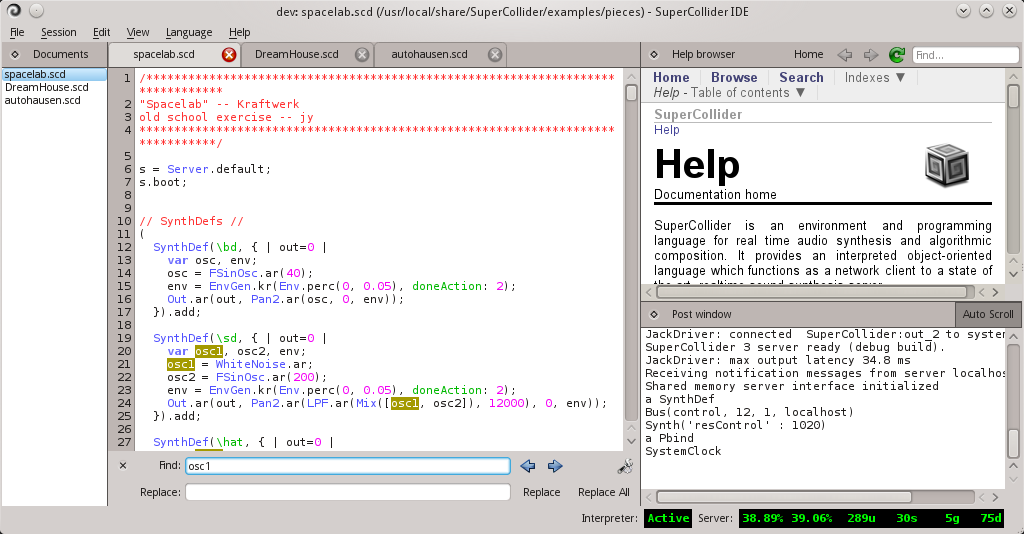 dev: spacelab.scd (/usr/local/share/SuperCollider/examples/pieces) - SuperCollider IDE
File Session Edit View Language Help
Documents
spacelab.scd
DreamHouse.scd
autohausen.scd
spacelab.scd DreamHouse.scd autohausen.scd
1 /*******************************************************************
************
2 "Spacelab" -- Kraftwerk
3 old school exercise -- jy
4 ********************************************************************
***********/
5
6 s = Server.default;
7 s.boot;
8
9
10 // SynthDefs //
11 (
12 SynthDef(\bd, { | out=0 |
13 var osc, env;
14 osc = FSinOsc.ar(40);
15 env = EnvGen.kr(Env.perc(0, 0.05), doneAction: 2);
16 Out.ar(out, Pan2.ar(osc, 0, env));
17 }).add;
18
19 SynthDef(\sd, { | out=0 |
20 var osc1, osc2, env;
21 osc1 = WhiteNoise.ar;
22 osc2 = FSinOsc.ar(200);
23 env = EnvGen.kr(Env.perc(0, 0.05), doneAction: 2);
24 Out.ar(out, Pan2.ar(LPF.ar(Mix([osc1, osc2]), 12000), 0, env));
25 }).add;
26
27 SynthDef(\hat, { | out=0 |
Find: osc1
Replace:
Replace Replace All
Help browser Home Find...
Home Browse Search Indexes ▼
Help - Table of contents ▼
SuperCollider
Help
Help
Documentation home
SuperCollider is an environment and programming
language for real time audio synthesis and algorithmic
composition. It provides an interpreted object-oriented
language which functions as a network client to a state of
the art, realtime sound synthesis server.
Post window Auto Scroll
JackDriver: connected  SuperCollider:out_2 to system
SuperCollider 3 server ready (debug build).
JackDriver: max output latency 34.8 ms
Receiving notification messages from server localhos
Shared memory server interface initialized
a SynthDef
Bus(control, 12, 1, localhost)
Synth('resControl' : 1020)
a Pbind
SystemClock
Interpreter: Active Server: 38.89% 39.06% 289u 30s 5g 75d